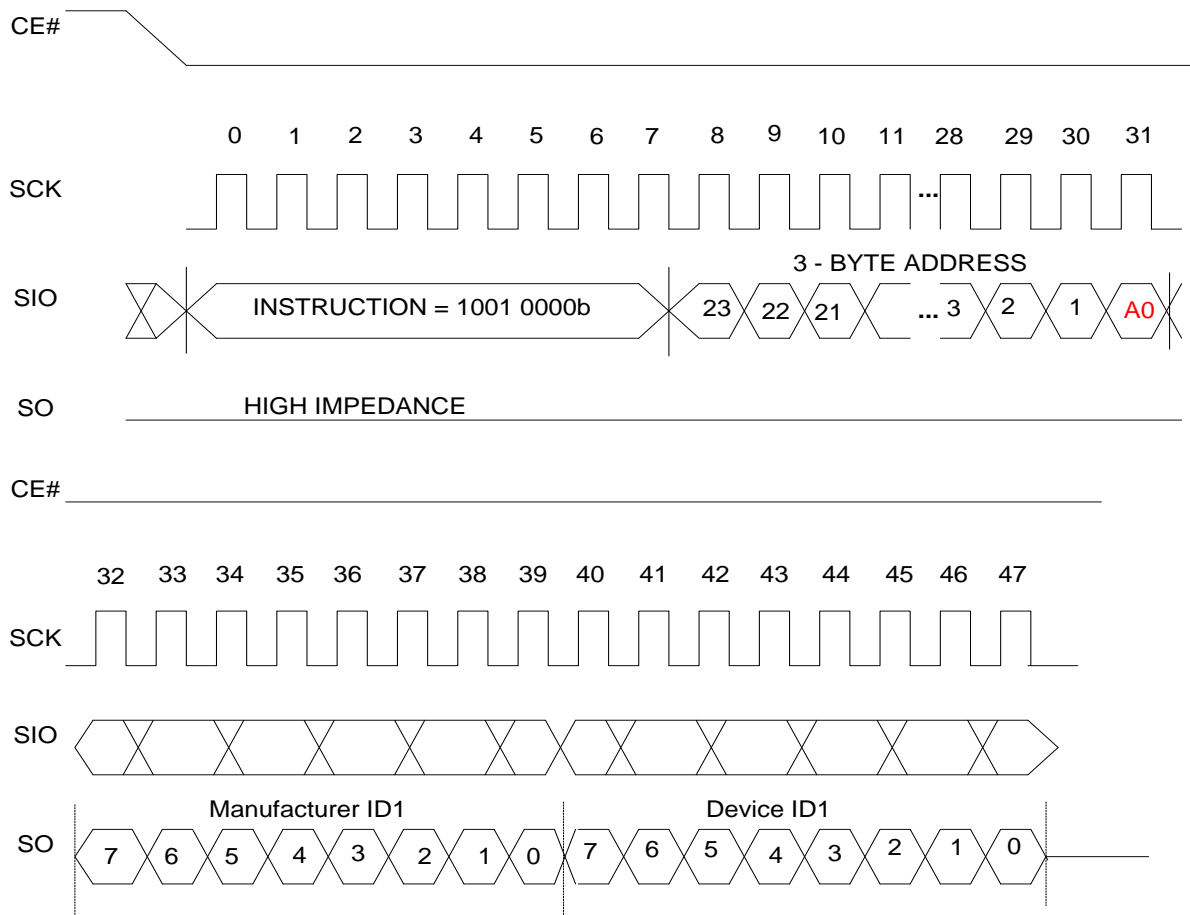 CE#
0 1 2 3 4 5 6 7 8 9 10 11 28 29 30 31
SCK
...
3 - BYTE ADDRESS
SIO
INSTRUCTION = 1001 0000b 23 22 21 ... 3 2 1 A0
SO
HIGH IMPEDANCE
CE#
32 33 34 35 36 37 38 39 40 41 42 43 44 45 46 47
SCK
SIO
Manufacturer ID1 Device ID1
SO
7 6 5 4 3 2 1 0 7 6 5 4 3 2 1 0